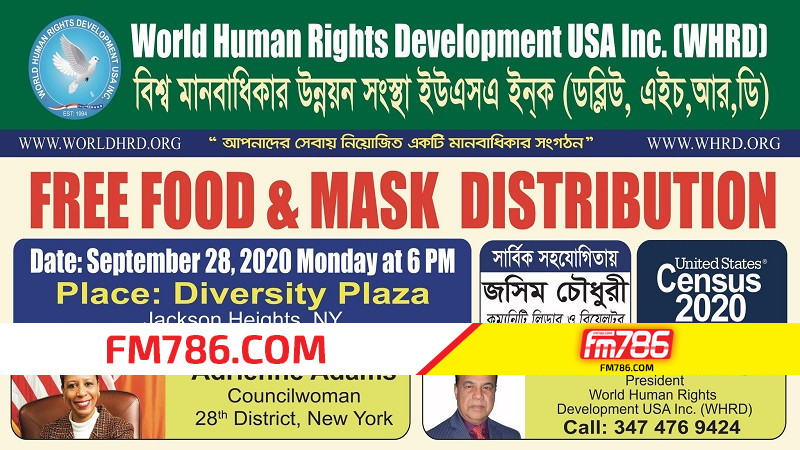 WORLD HUMAN RIGHTS DEVELOPMENT USA INC.
EST: 1994
World Human Rights Development USA Inc. (WHRD)
বিশ্ব মানবাধিকার উন্নয়ন সংস্থা ইউএসএ ইন্‌ক (ডব্লিউ, এইচ,আর,ডি)
WWW.WORLDHRD.ORG
“ আপনাদের সেবায় নিয়োজিত একটি মানবাধিকার সংগঠন”
WWW.WHRD.ORG
FREE FOOD & MASK DISTRIBUTION
Date: September 28, 2020 Monday at 6 PM
Place: Diversity Plaza
Jackson Heights, NY
সার্বিক সহযোগিতায়
জসিম চৌধুরী
কম্যুনিটি লিডার ও রিয়েলটর
United States®
Census
2020
FM786.COM
fm786
FM786.COM
Adrienne Adams
Councilwoman
28th District, New York
President
World Human Rights
Development USA Inc. (WHRD)
Call: 347 476 9424